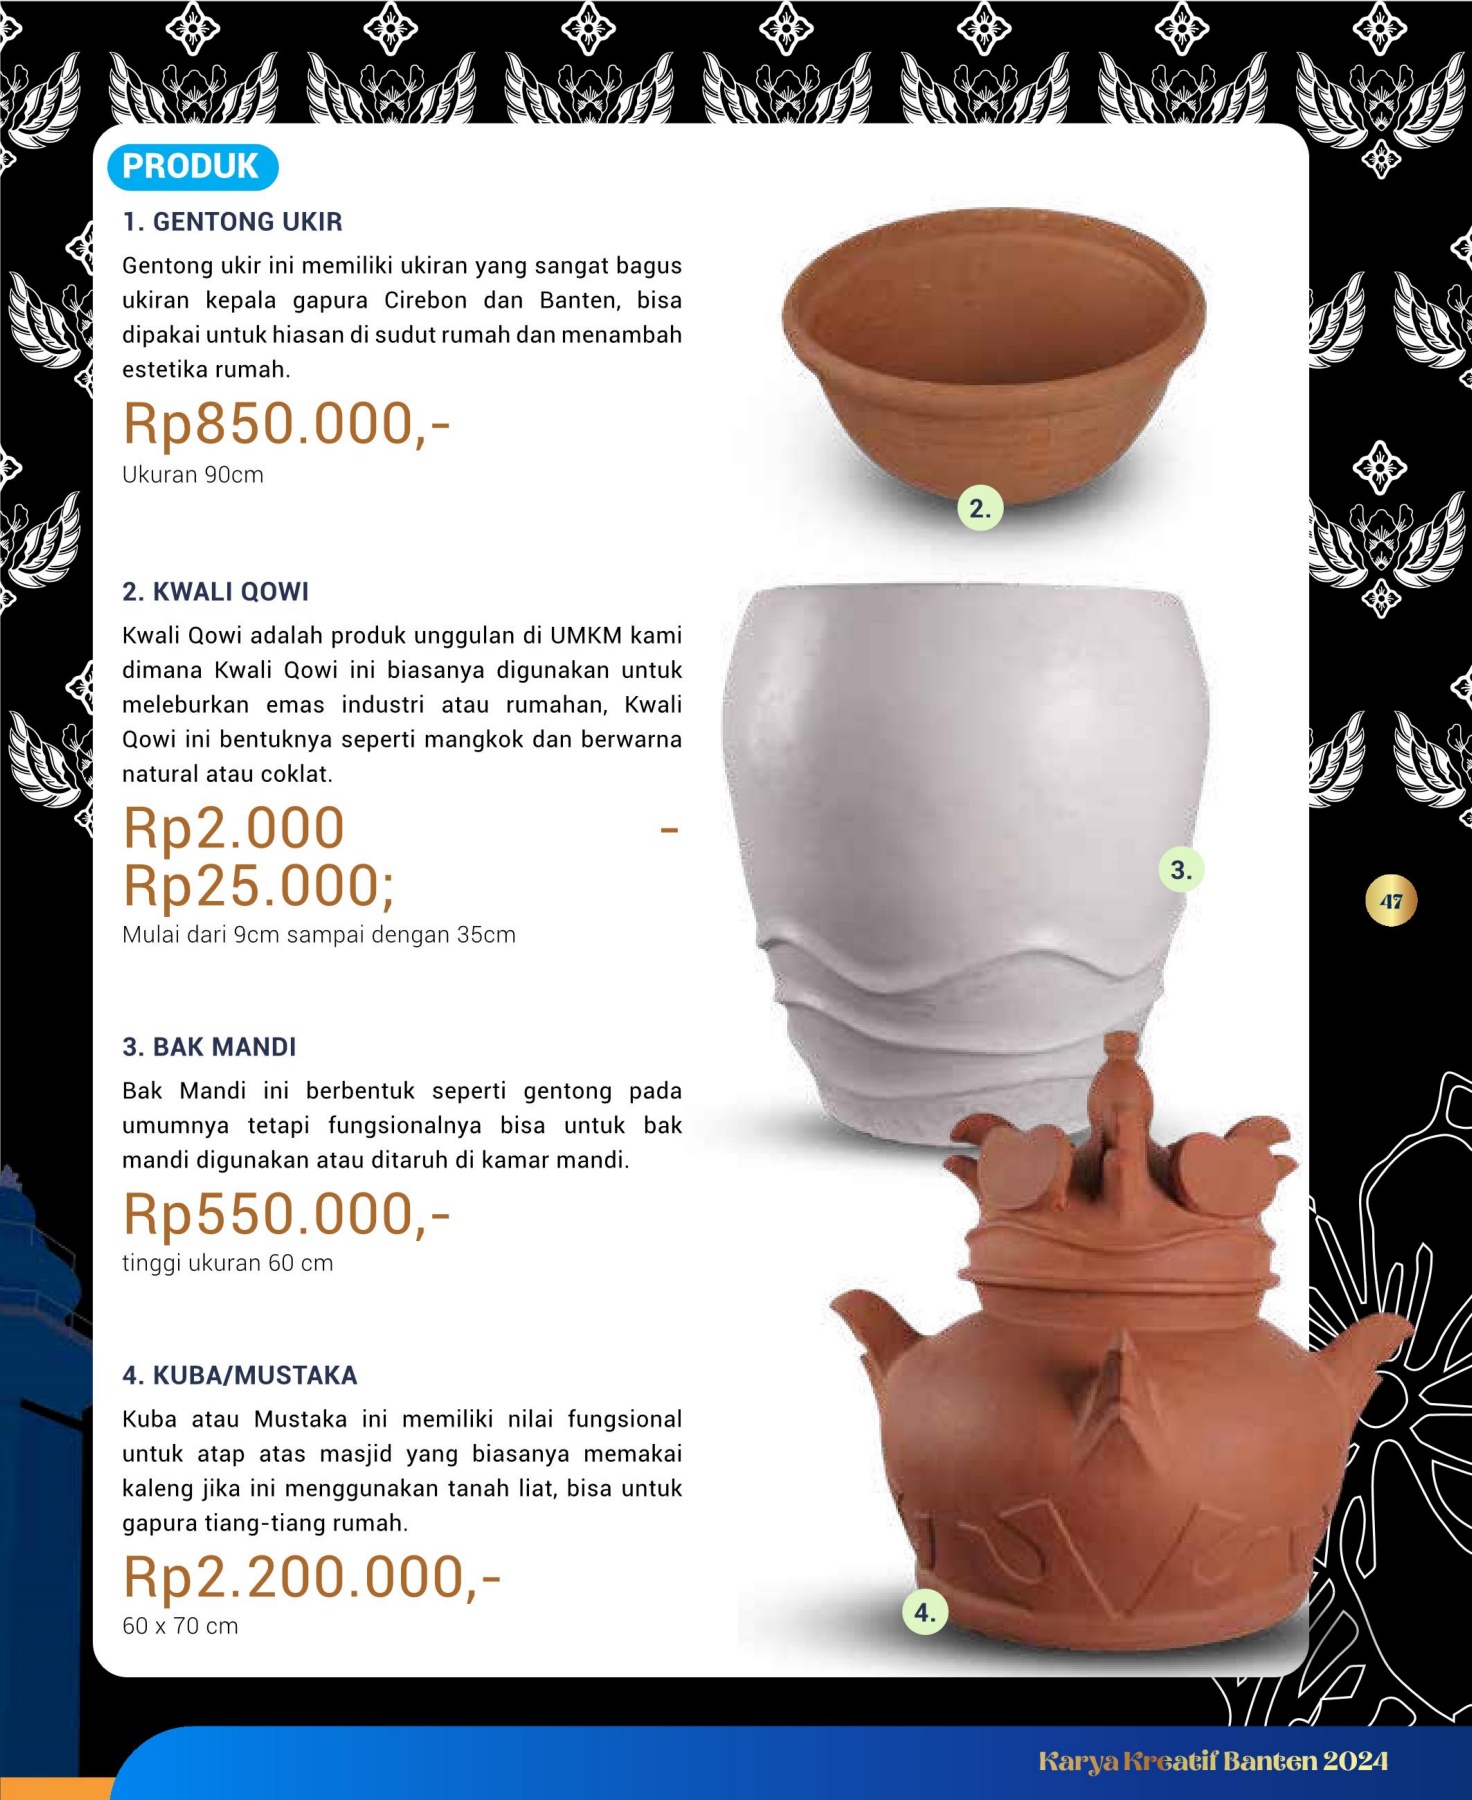 PRODUK
1. GENTONG UKIR
Gentong ukir ini memiliki ukiran yang sangat bagus
ukiran kepala gapura Cirebon dan Banten, bisa
dipakai untuk hiasan di sudut rumah dan menambah
estetika rumah.
Rp850.000,-
Ukuran 90cm
2. KWALI QOWI
Kwali Qowi adalah produk unggulan di UMKM kami
dimana Kwali Qowi ini biasanya digunakan untuk
meleburkan emas industri atau rumahan, Kwali
Qowi ini bentuknya seperti mangkok dan berwarna
natural atau coklat.
Rp2.000 -
Rp25.000;
Mulai dari 9cm sampai dengan 35cm
3. BAK MANDI
Bak Mandi ini berbentuk seperti gentong pada
umumnya tetapi fungsionalnya bisa untuk bak
mandi digunakan atau ditaruh di kamar mandi.
Rp550.000,-
tinggi ukuran 60 cm
4. KUBA/MUSTAKA
Kuba atau Mustaka ini memiliki nilai fungsional
untuk atap atas masjid yang biasanya memakai
kaleng jika ini menggunakan tanah liat, bisa untuk
gapura tiang-tiang rumah.
Rp2.200.000,-
60 x 70 cm
2.
3.
4.
47
Karya Kreatif Banten 2024